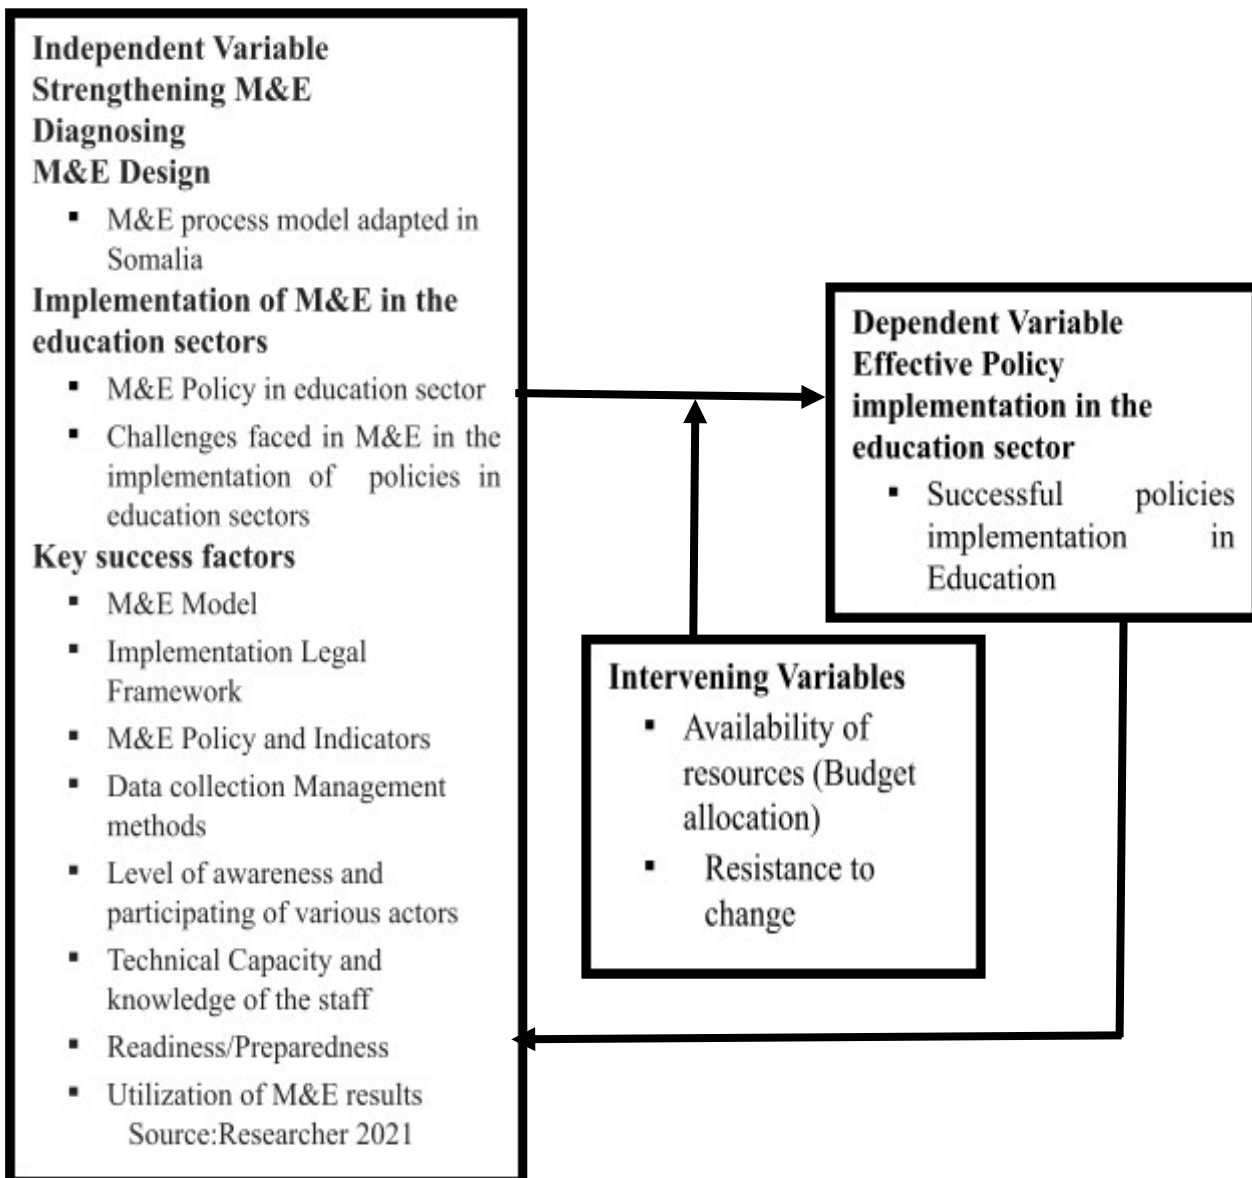 Independent Variable
Strengthening M&E
Diagnosing
M&E Design
▪ M&E process model adapted in
Somalia
Implementation of M&E in the
education sectors
▪ M&E Policy in education sector
▪ Challenges faced in M&E in the
implementation of policies in
education sectors
Key success factors
▪ M&E Model
▪ Implementation Legal
Framework
▪ M&E Policy and Indicators
▪ Data collection Management
methods
▪ Level of awareness and
participating of various actors
▪ Technical Capacity and
knowledge of the staff
▪ Readiness/Preparedness
▪ Utilization of M&E results
Source:Researcher 2021
Intervening Variables
▪ Availability of
resources (Budget
allocation)
▪ Resistance to
change
Dependent Variable
Effective Policy
implementation in the
education sector
▪ Successful policies
implementation in
Education